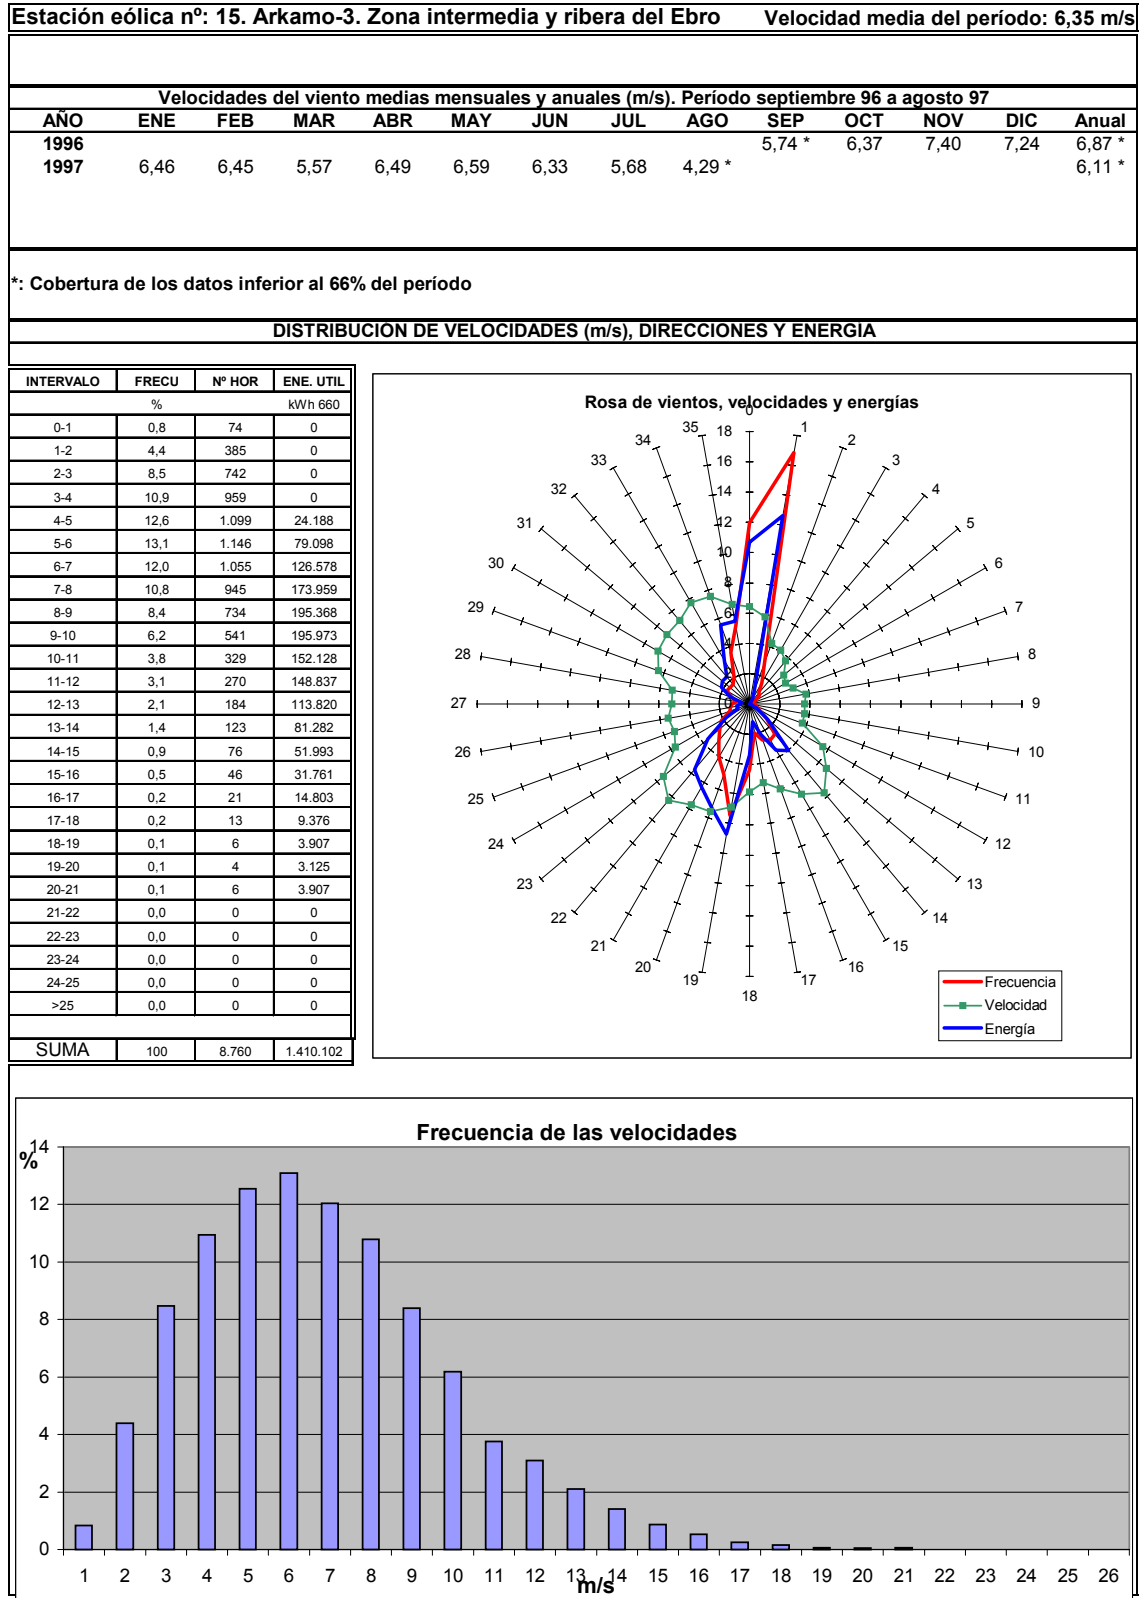 Estación eólica nº: 15. Arkamo-3. Zona intermedia y ribera del Ebro Velocidad media del período: 6,35 m/s
Velocidades del viento medias mensuales y anuales (m/s). Período septiembre 96 a agosto 97
AÑO ENE FEB MAR ABR MAY JUN JUL AGO SEP OCT NOV DIC Anual
1996 5,74 * 6,37 7,40 7,24 6,87 *
1997 6,46 6,45 5,57 6,49 6,59 6,33 5,68 4,29 * 6,11 *
*: Cobertura de los datos inferior al 66% del período
DISTRIBUCIÓN DE VELOCIDADES (m/s), DIRECCIONES Y ENERGÍA
INTERVALO FRECU Nº HOR ENE. UTIL
% kWh 660
0-1 0,8 74 0
1-2 4,4 385 0
2-3 8,5 742 0
3-4 10,9 959 0
4-5 12,6 1.099 24.188
5-6 13,1 1.146 79.098
6-7 12,0 1.055 126.578
7-8 10,8 945 173.959
8-9 8,4 734 195.368
9-10 6,2 541 195.973
10-11 3,8 329 152.128
11-12 3,1 270 148.837
12-13 2,1 184 113.820
13-14 1,4 123 81.282
14-15 0,9 76 51.993
15-16 0,5 46 31.761
16-17 0,2 21 14.803
17-18 0,2 13 9.376
18-19 0,1 6 3.907
19-20 0,1 4 3.125
20-21 0,1 6 3.907
21-22 0,0 0 0
22-23 0,0 0 0
23-24 0,0 0 0
24-25 0,0 0 0
>25 0,0 0 0
SUMA 100 8.760 1.410.102
Rosa de vientos, velocidades y energías
0
1
2
3
4
5
6
7
8
9
10
11
12
13
14
15
16
17
18
19
20
21
22
23
24
25
26
27
28
29
30
31
32
33
34
35
18
16
14
12
10
8
6
4
2
0
Frecuencia
Velocidad
Energía
Frecuencia de las velocidades
%
14
12
10
8
6
4
2
0
1 2 3 4 5 6 7 8 9 10 11 12 13 14 15 16 17 18 19 20 21 22 23 24 25 26
m/s